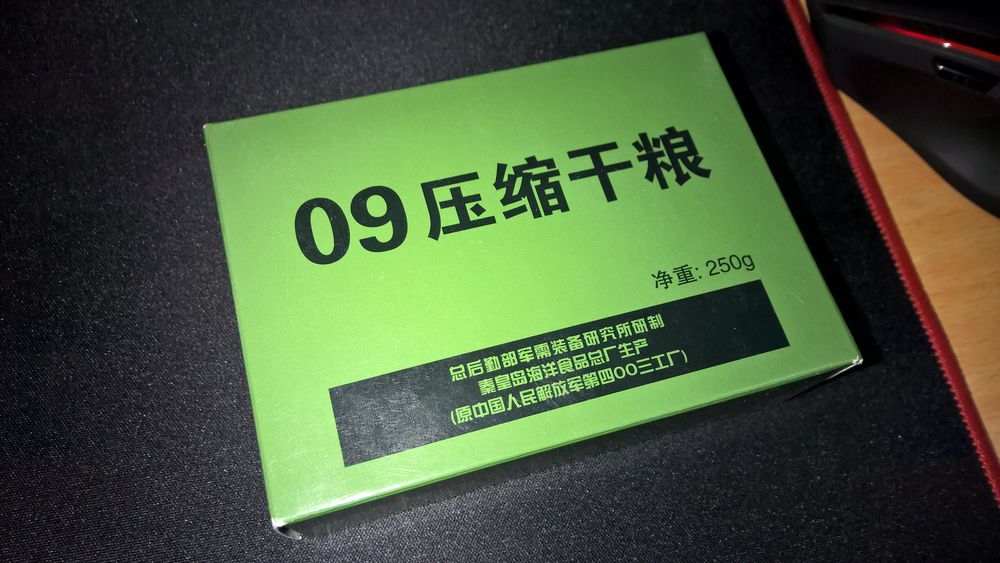 09压缩干粮
净重: 250g
总后勤部军需装备研究所研制
秦皇岛海洋食品总厂生产
(原中国人民解放军第四OO三工厂)